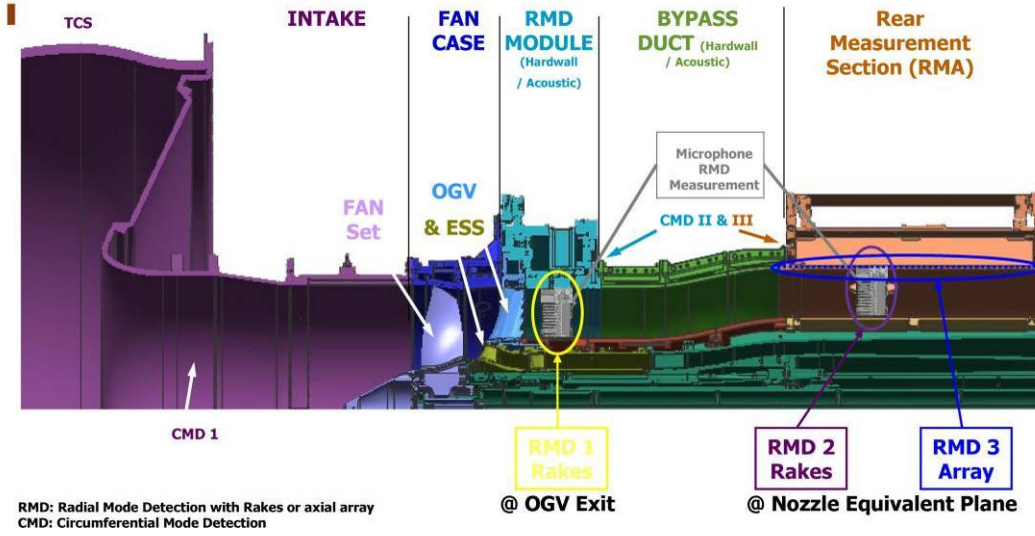 TCS
INTAKE
FAN
CASE
RMD
MODULE
(Hardwall
/ Acoustic)
BYPASS
DUCT (Hardwall
/ Acoustic)
Rear
Measurement
Section (RMA)
Microphone
RMD
Measurement
OGV
& ESS
FAN
Set
CMD II & III
CMD 1
RMD 1
Rakes
@ OGV Exit
RMD 2
Rakes
RMD 3
Array
@ Nozzle Equivalent Plane
RMD: Radial Mode Detection with Rakes or axial array
CMD: Circumferential Mode Detection